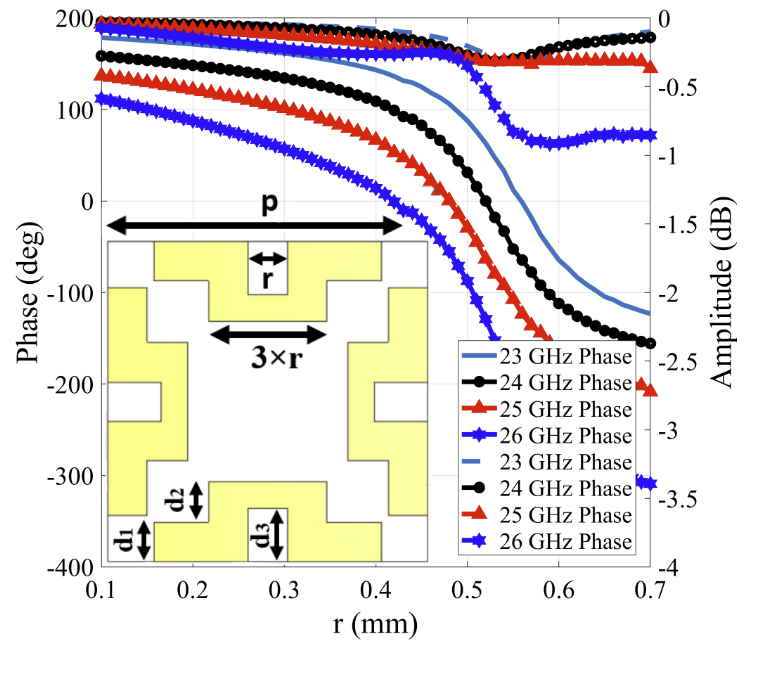 200
100
0
-100
-200
-300
-400
Phase (deg)
0
-0.5
-1
-1.5
-2
-2.5
-3
-3.5
-4
Amplitude (dB)
p
r
3×r
d2
d1
d3
23 GHz Phase
24 GHz Phase
25 GHz Phase
26 GHz Phase
23 GHz Phase
24 GHz Phase
25 GHz Phase
26 GHz Phase
0.1
0.2
0.3
0.4
0.5
0.6
0.7
r (mm)